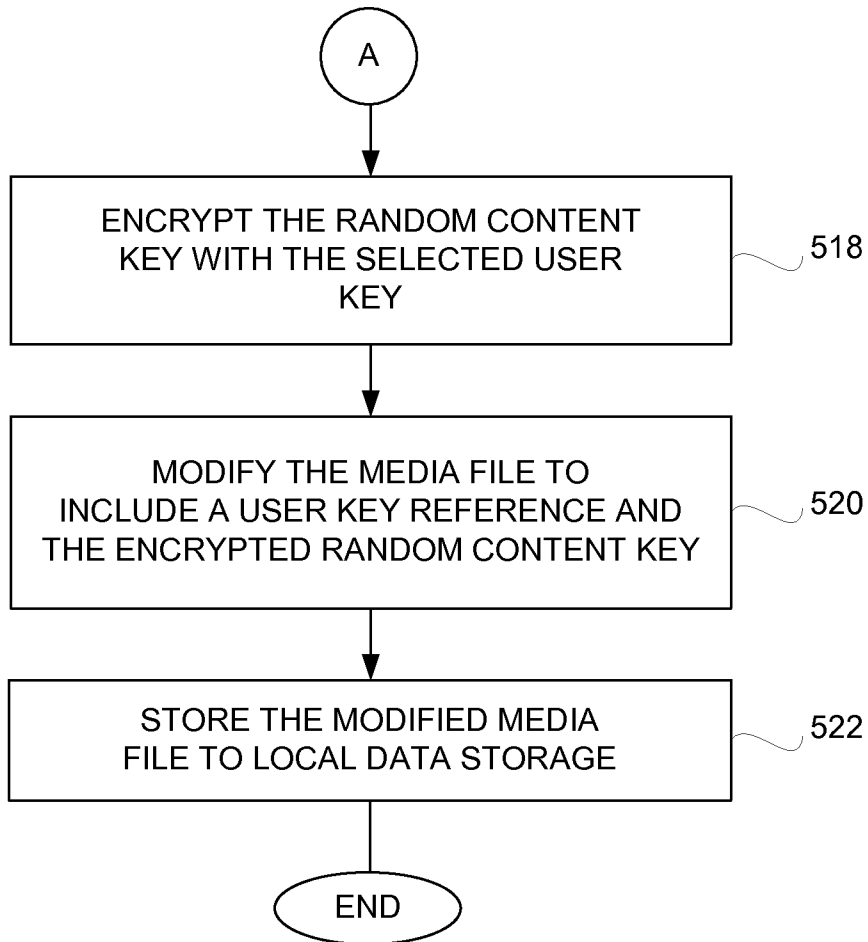 A
ENCRYPT THE RANDOM CONTENT
KEY WITH THE SELECTED USER
KEY
518
MODIFY THE MEDIA FILE TO
INCLUDE A USER KEY REFERENCE AND
THE ENCRYPTED RANDOM CONTENT KEY
520
STORE THE MODIFIED MEDIA
FILE TO LOCAL DATA STORAGE
522
END